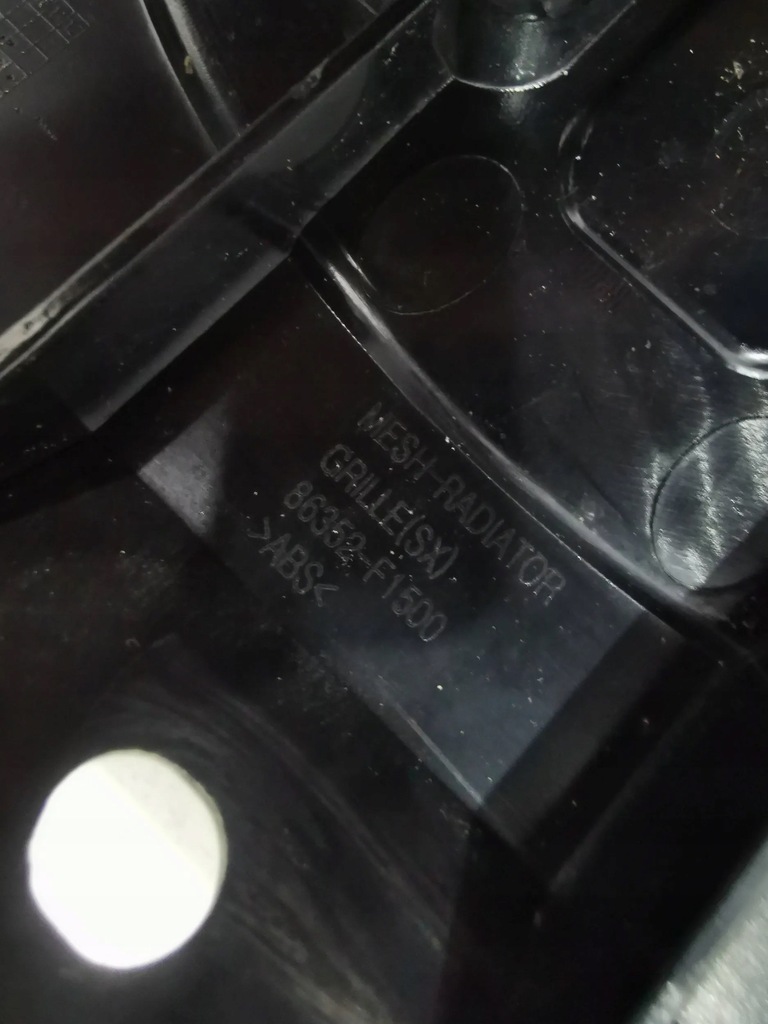 MESH-RADIATOR
GRILLE(SX)
86352-F1500
>ABS<